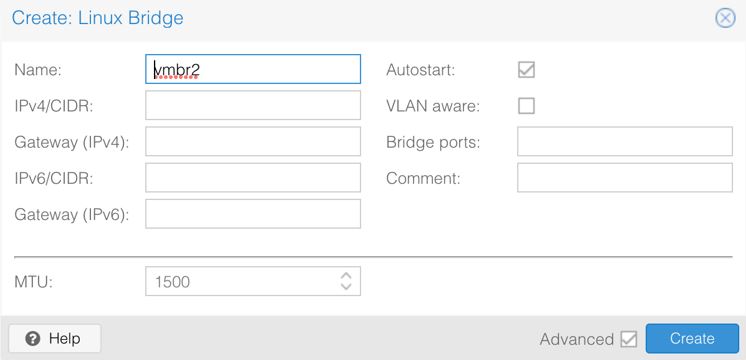 Create: Linux Bridge
Name: vmbr2 Autostart:
IPv4/CIDR: VLAN aware:
Gateway (IPv4): Bridge ports:
IPv6/CIDR: Comment:
Gateway (IPv6):
MTU: 1500
Help Advanced Create